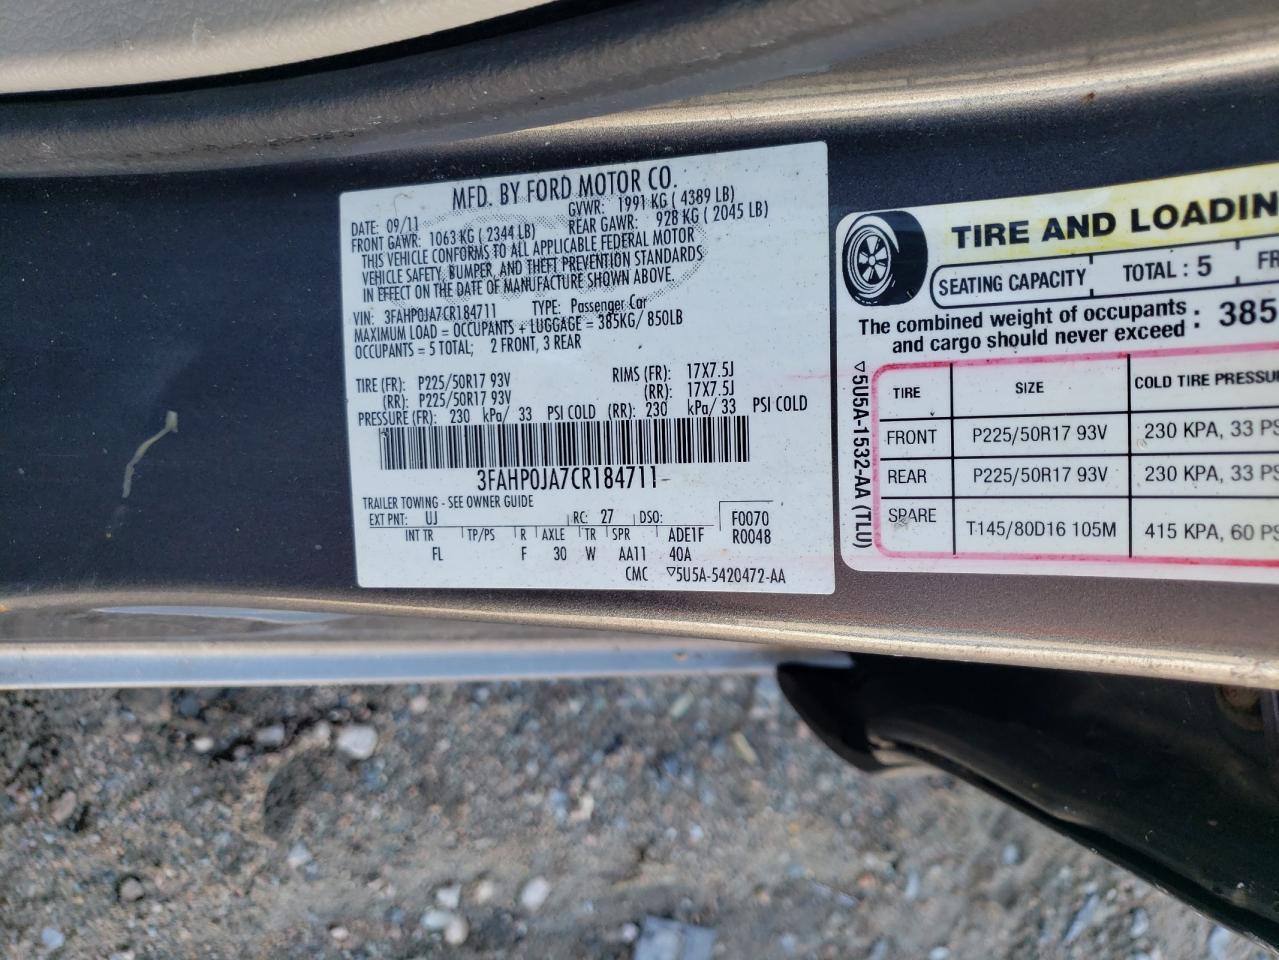 MFD. BY FORD MOTOR CO.
DATE: 09/11 GVWR: 1991 KG ( 4389 LB)
FRONT GAWR: 1063 KG ( 2344 LB) REAR GAWR: 928 KG ( 2045 LB)
THIS VEHICLE CONFORMS TO ALL APPLICABLE FEDERAL MOTOR
VEHICLE SAFETY, BUMPER, AND THEFT PREVENTION STANDARDS
IN EFFECT ON THE DATE OF MANUFACTURE SHOWN ABOVE.
VIN: 3FAHP0JA7CR184711 TYPE: Passenger Car
MAXIMUM LOAD = OCCUPANTS + LUGGAGE = 385KG/ 850LB
OCCUPANTS = 5 TOTAL; 2 FRONT, 3 REAR
TIRE (FR): P225/50R17 93V RIMS (FR): 17X7.5J
(RR): P225/50R17 93V (RR): 17X7.5J
PRESSURE (FR): 230 kPa/ 33 PSI COLD (RR): 230 kPa/ 33 PSI COLD
3FAHP0JA7CR184711
TRAILER TOWING - SEE OWNER GUIDE
EXT PNT: UJ RC: 27 DSO: F0070
INT TR TP/PS R AXLE TR SPR ADE1F R0048
FL F 30 W AA11 40A
CMC ▽5U5A-5420472-AA
TIRE AND LOADIN
SEATING CAPACITY TOTAL : 5 FR
The combined weight of occupants
and cargo should never exceed : 385
▽5U5A-1532-AA (TLU)
TIRE SIZE COLD TIRE PRESSU
FRONT P225/50R17 93V 230 KPA, 33 PS
REAR P225/50R17 93V 230 KPA, 33 PS
SPARE T145/80D16 105M 415 KPA, 60 PS